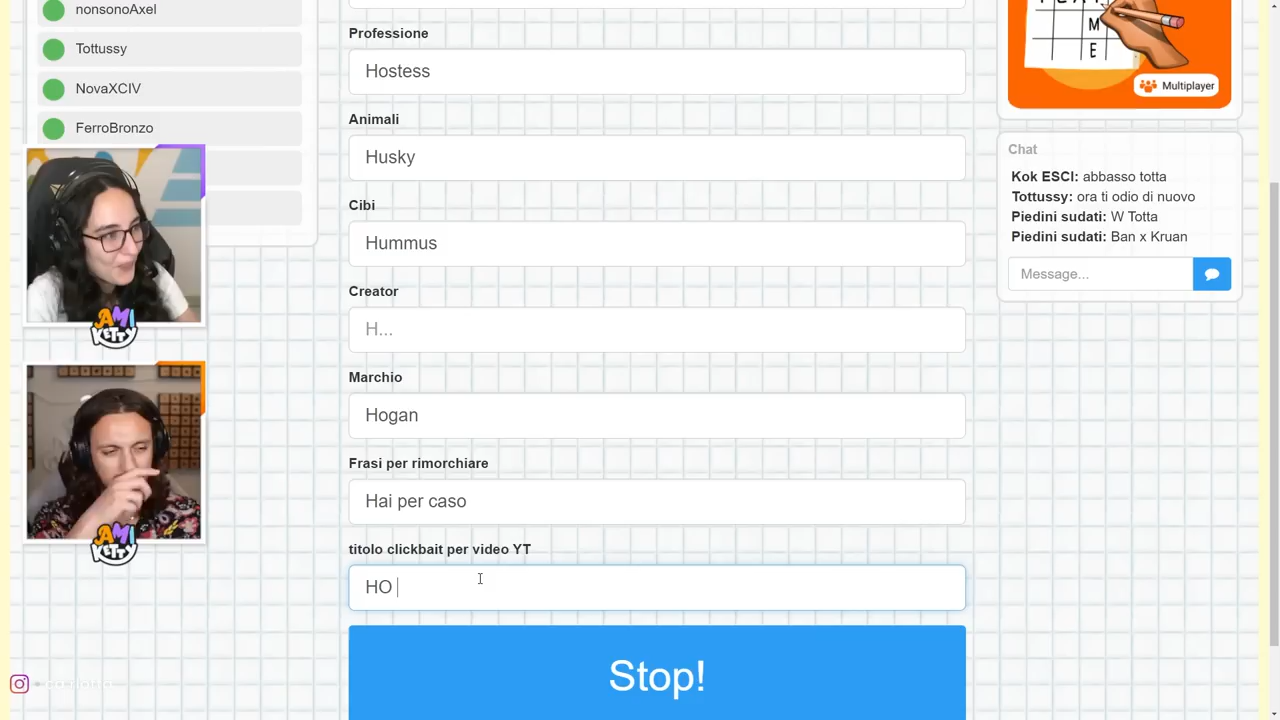 nonsonoAxel
Tottussy
NovaXCIV
FerroBronzo
AMI
KETTY
AMI
KETTY
Professione
Hostess
Animali
Husky
Cibi
Hummus
Creator
H...
Marchio
Hogan
Frasi per rimorchiare
Hai per caso
titolo clickbait per video YT
HO
Stop!
M
E
Multiplayer
Chat
Kok ESCI: abbasso totta
Tottussy: ora ti odio di nuovo
Piedini sudati: W Totta
Piedini sudati: Ban x Kruan
Message...